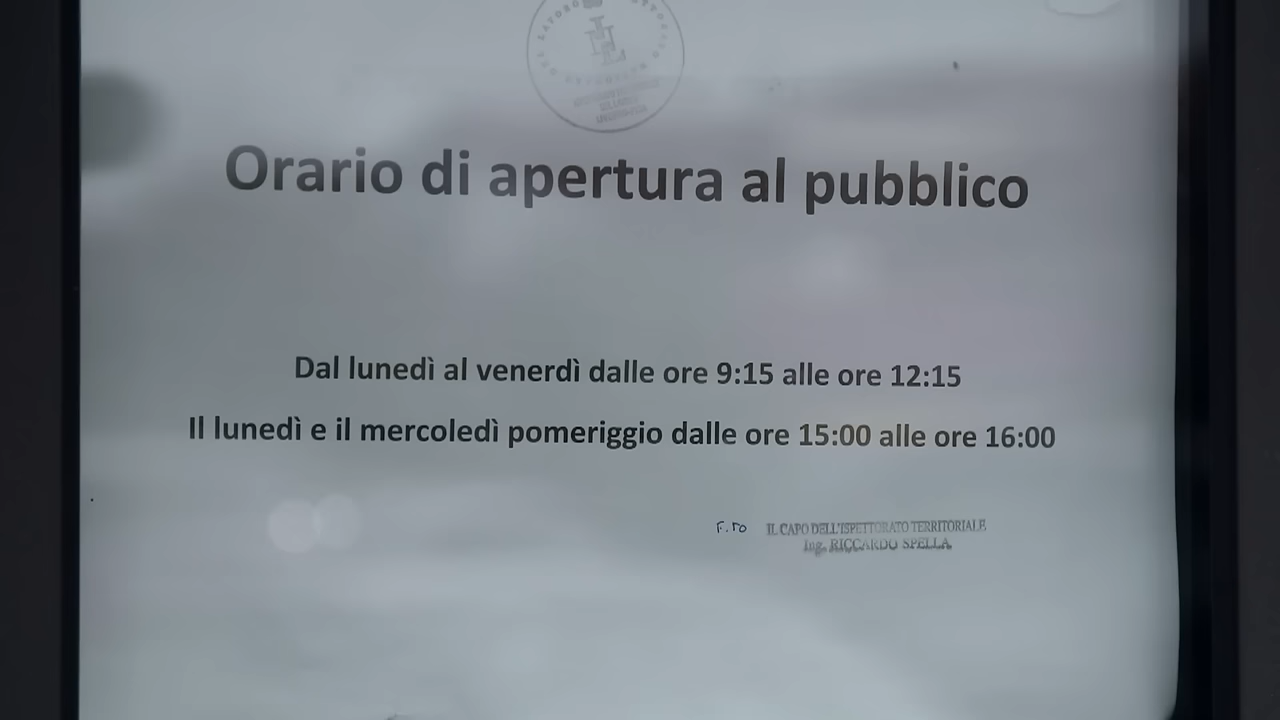 Orario di apertura al pubblico
Dal lunedì al venerdì dalle ore 9:15 alle ore 12:15
Il lunedì e il mercoledì pomeriggio dalle ore 15:00 alle ore 16:00
F.to IL CAPO DELL'ISPETTORATO TERRITORIALE
Ing. RICCARDO SPELLA